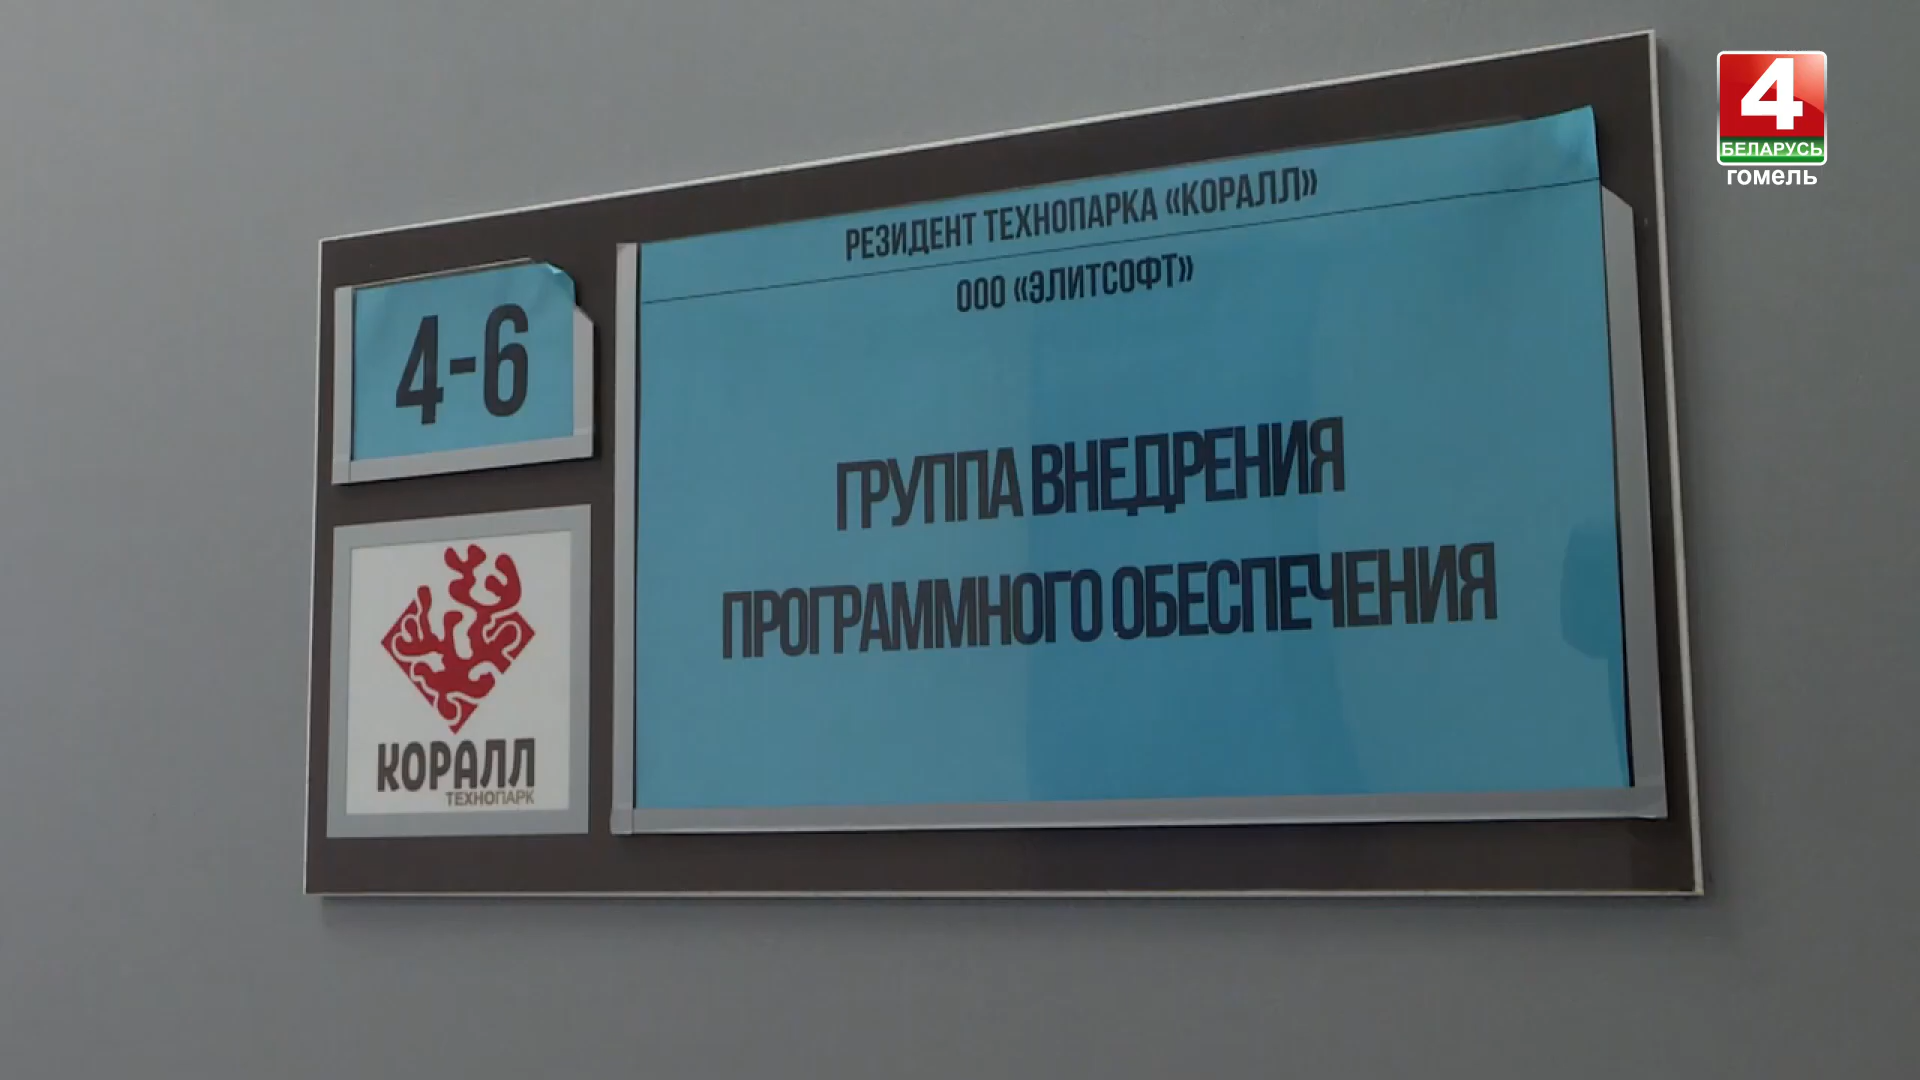 4
БЕЛАРУСЬ
гомель
РЕЗИДЕНТ ТЕХНОПАРКА «КОРАЛЛ»
ООО «ЭЛИТСОФТ»
4-6
ГРУППА ВНЕДРЕНИЯ
ПРОГРАММНОГО ОБЕСПЕЧЕНИЯ
КОРАЛЛ
ТЕХНОПАРК